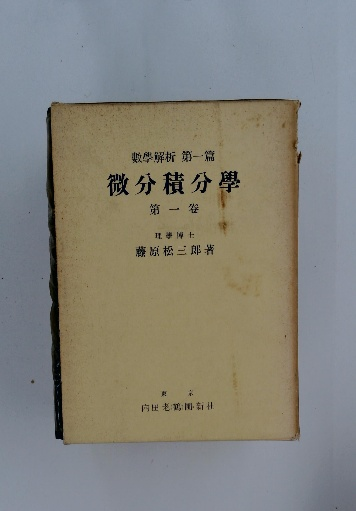 數學解析 第一篇
微分積分學
第一卷
理學博士
藤原松三郎著
東京
內田老鶴圃新社